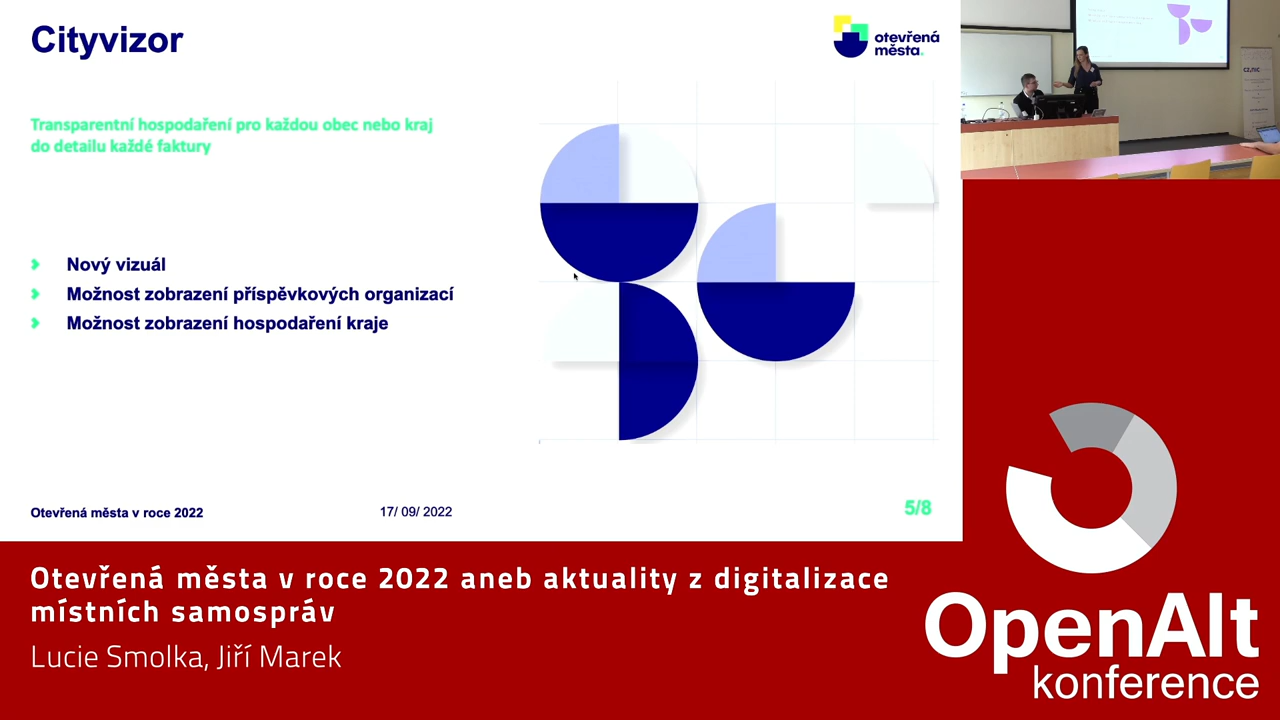 Cityvizor
otevřená
města.
Transparentní hospodaření pro každou obec nebo kraj
do detailu každé faktury
Nový vizuál
Možnost zobrazení příspěvkových organizací
Možnost zobrazení hospodaření kraje
Otevřená města v roce 2022
17/ 09/ 2022
5/8
Otevřená města v roce 2022 aneb aktuality z digitalizace
místních samospráv
Lucie Smolka, Jiří Marek
OpenAlt
konference